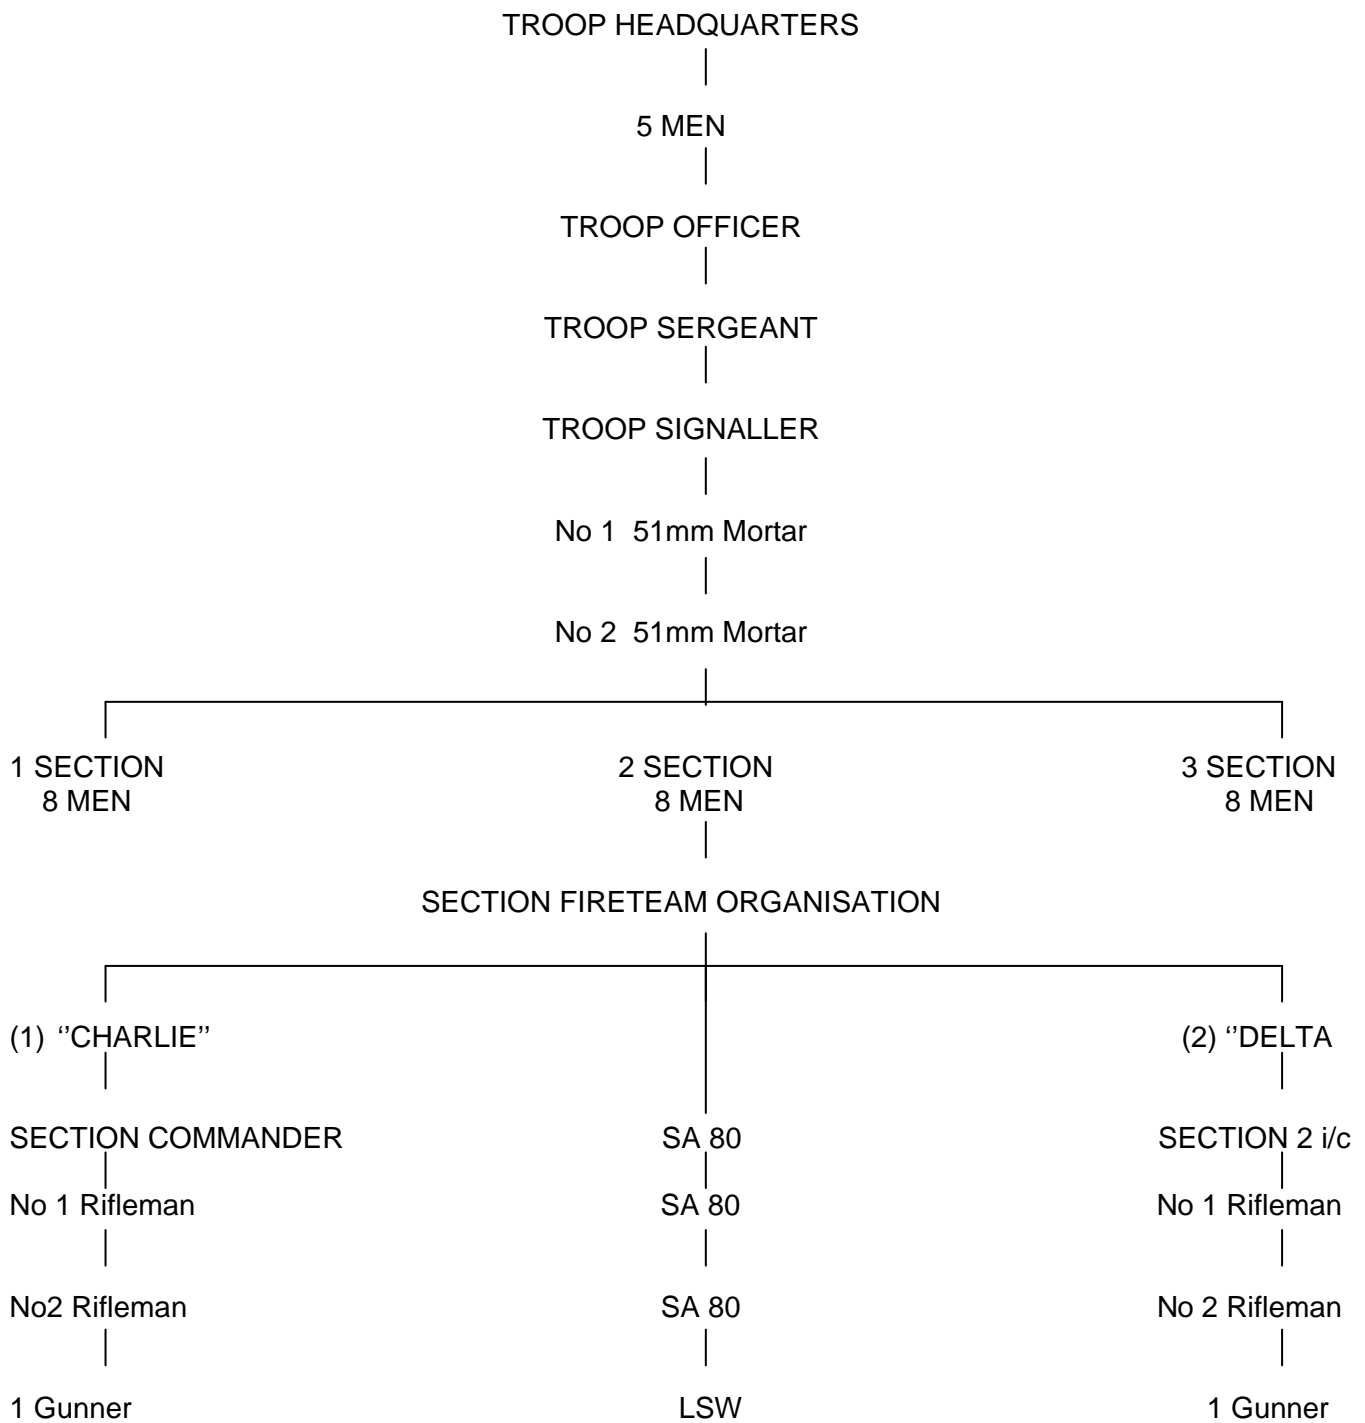 TROOP HEADQUARTERS
5 MEN
TROOP OFFICER
TROOP SERGEANT
TROOP SIGNALLER
No 1 51mm Mortar
No 2 51mm Mortar
1 SECTION 2 SECTION 3 SECTION
8 MEN 8 MEN 8 MEN
SECTION FIRETEAM ORGANISATION
(1) ‘’CHARLIE’’ (2) ‘’DELTA
SECTION COMMANDER SA 80 SECTION 2 i/c
No 1 Rifleman SA 80 No 1 Rifleman
No2 Rifleman SA 80 No 2 Rifleman
1 Gunner LSW 1 Gunner